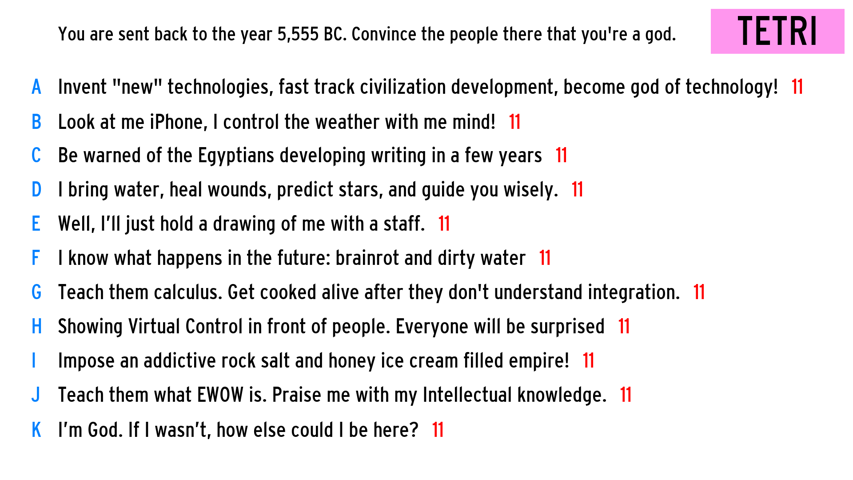 You are sent back to the year 5,555 BC. Convince the people there that you're a god.
TETRI
A Invent "new" technologies, fast track civilization development, become god of technology! 11
B Look at me iPhone, I control the weather with me mind! 11
C Be warned of the Egyptians developing writing in a few years 11
D I bring water, heal wounds, predict stars, and guide you wisely. 11
E Well, I’ll just hold a drawing of me with a staff. 11
F I know what happens in the future: brainrot and dirty water 11
G Teach them calculus. Get cooked alive after they don't understand integration. 11
H Showing Virtual Control in front of people. Everyone will be surprised 11
I Impose an addictive rock salt and honey ice cream filled empire! 11
J Teach them what EWOW is. Praise me with my Intellectual knowledge. 11
K I’m God. If I wasn’t, how else could I be here? 11